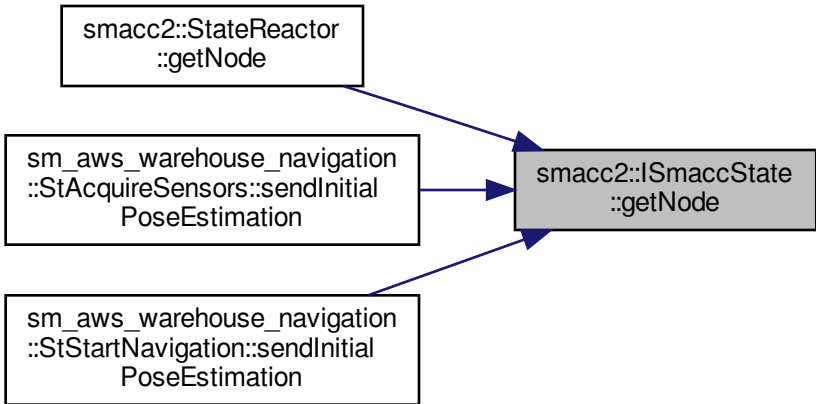 smacc2::StateReactor
::getNode
sm_aws_warehouse_navigation
::StAcquireSensors::sendInitial
PoseEstimation
smacc2::ISmaccState
::getNode
sm_aws_warehouse_navigation
::StStartNavigation::sendInitial
PoseEstimation